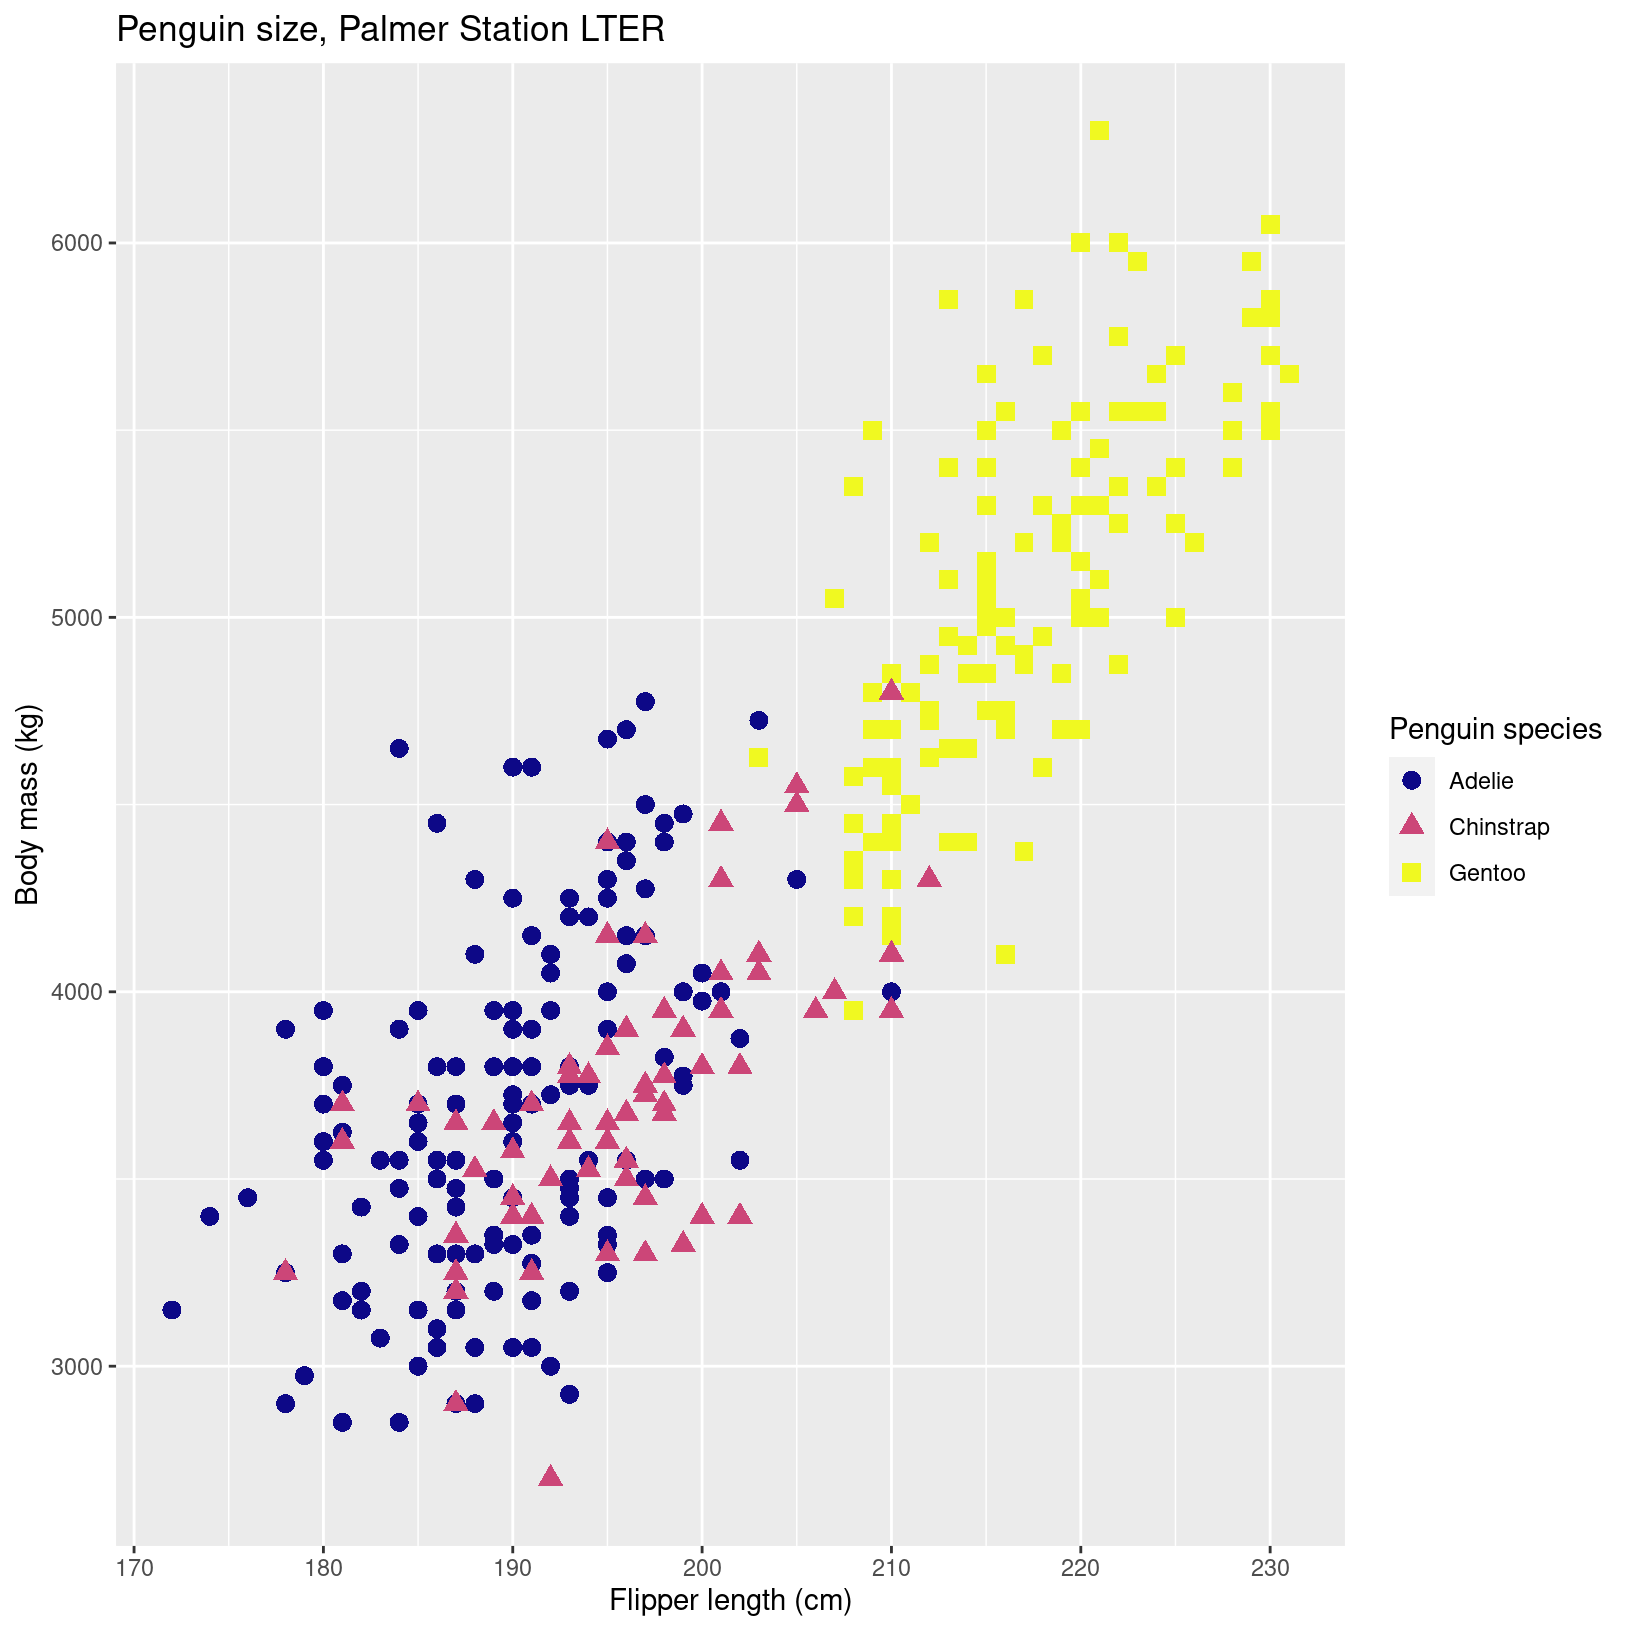 Penguin size, Palmer Station LTER
Body mass (kg)
6000
5000
4000
3000
170 180 190 200 210 220 230
Flipper length (cm)
Penguin species
Adelie
Chinstrap
Gentoo